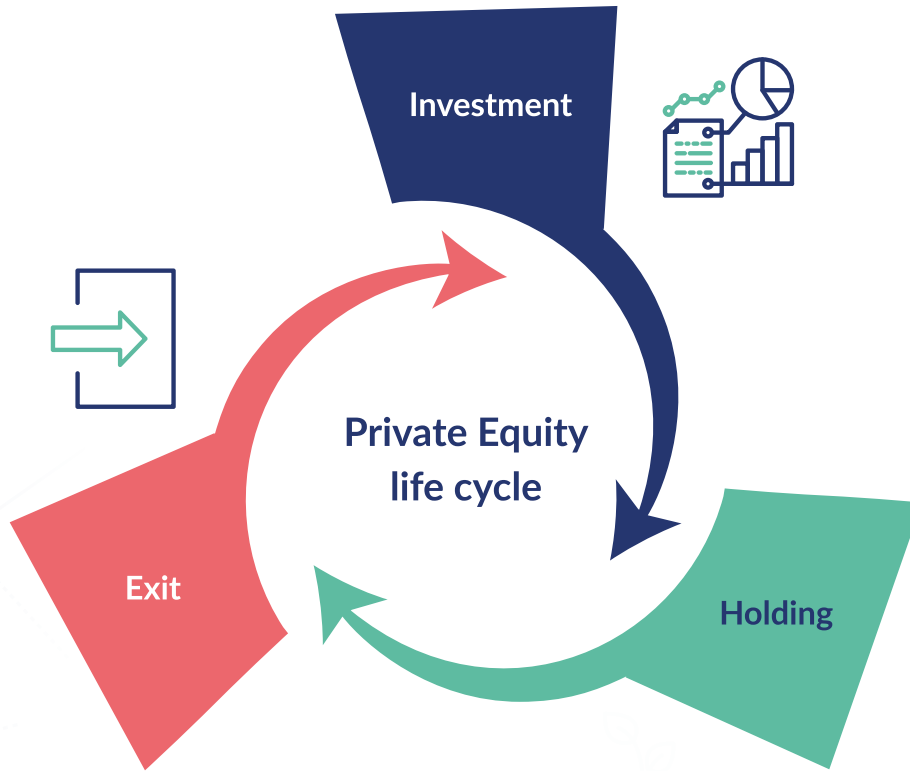 Investment
Private Equity
life cycle
Exit
Holding